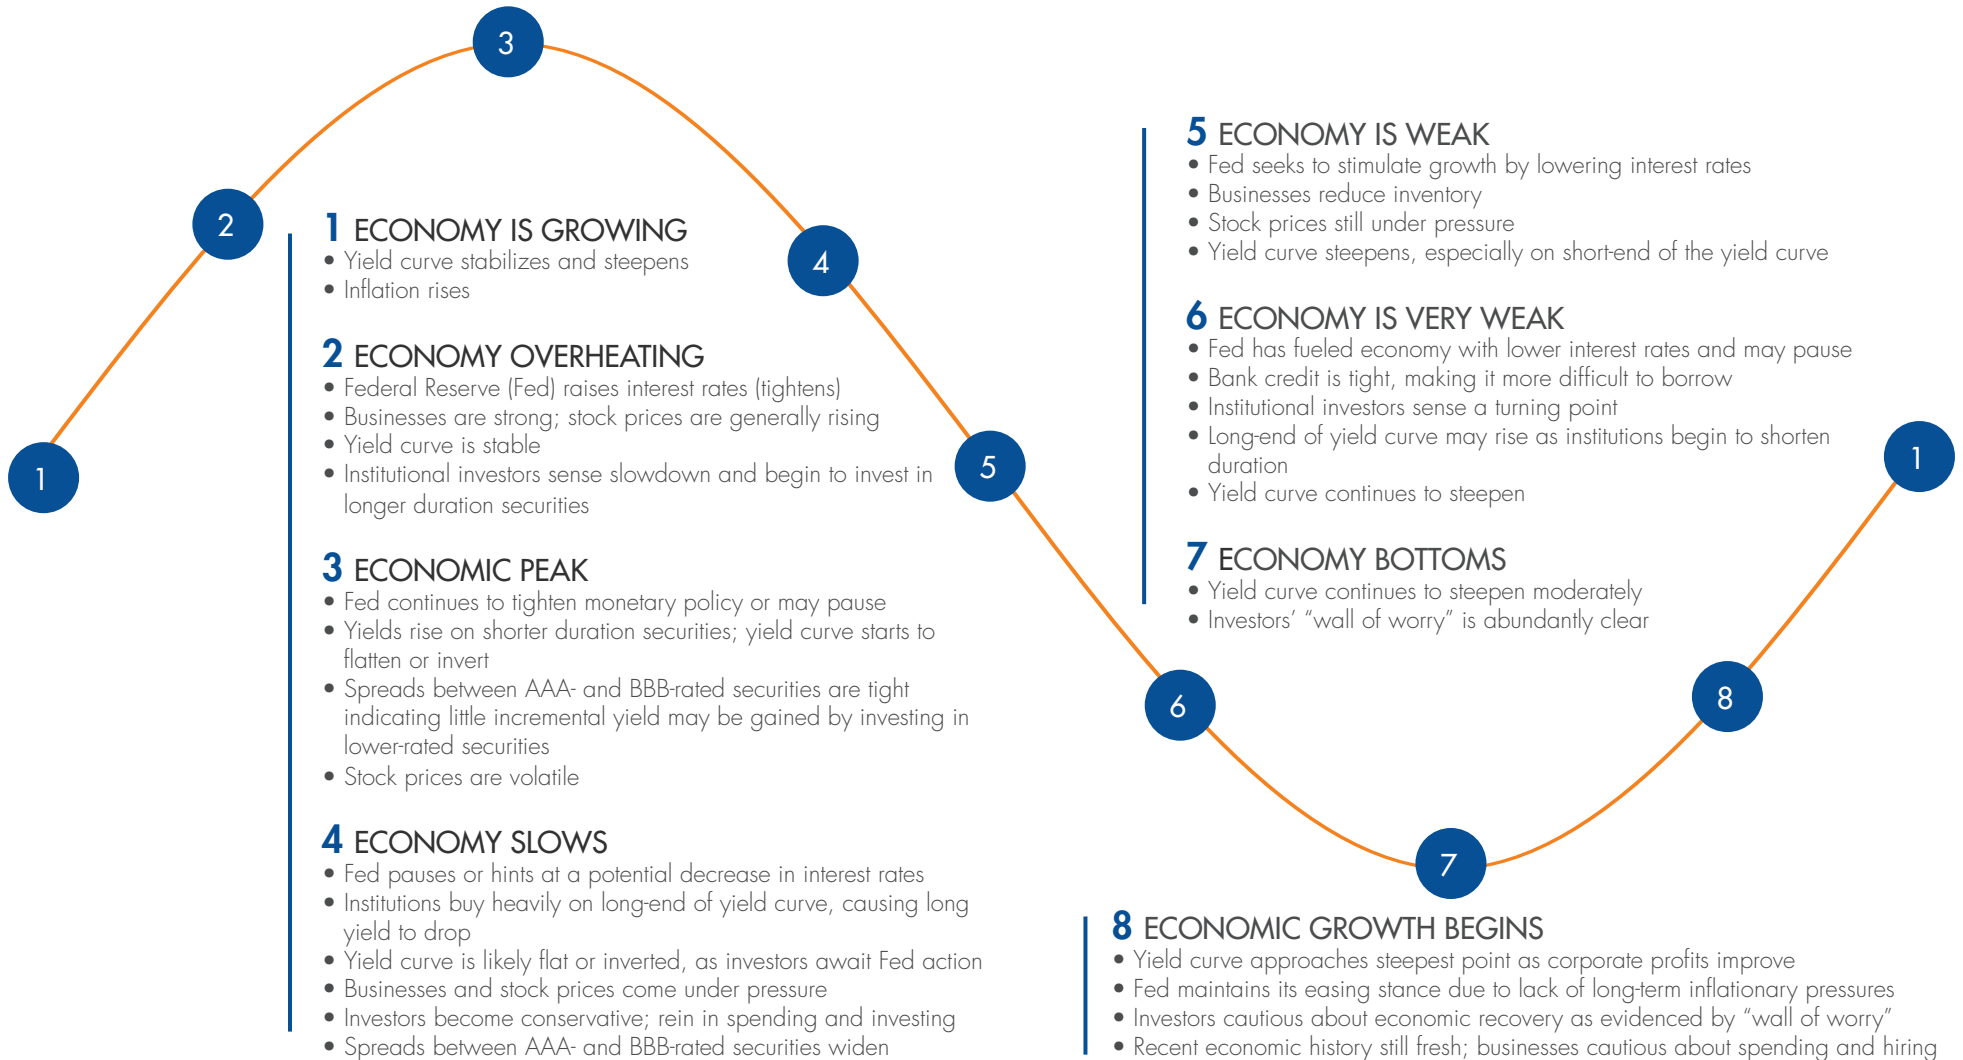 3
2
4
1
5
6
7
8
1
1 ECONOMY IS GROWING
• Yield curve stabilizes and steepens
• Inflation rises
2 ECONOMY OVERHEATING
• Federal Reserve (Fed) raises interest rates (tightens)
• Businesses are strong; stock prices are generally rising
• Yield curve is stable
• Institutional investors sense slowdown and begin to invest in
longer duration securities
3 ECONOMIC PEAK
• Fed continues to tighten monetary policy or may pause
• Yields rise on shorter duration securities; yield curve starts to
flatten or invert
• Spreads between AAA- and BBB-rated securities are tight
indicating little incremental yield may be gained by investing in
lower-rated securities
• Stock prices are volatile
4 ECONOMY SLOWS
• Fed pauses or hints at a potential decrease in interest rates
• Institutions buy heavily on long-end of yield curve, causing long
yield to drop
• Yield curve is likely flat or inverted, as investors await Fed action
• Businesses and stock prices come under pressure
• Investors become conservative; rein in spending and investing
• Spreads between AAA- and BBB-rated securities widen
5 ECONOMY IS WEAK
• Fed seeks to stimulate growth by lowering interest rates
• Businesses reduce inventory
• Stock prices still under pressure
• Yield curve steepens, especially on short-end of the yield curve
6 ECONOMY IS VERY WEAK
• Fed has fueled economy with lower interest rates and may pause
• Bank credit is tight, making it more difficult to borrow
• Institutional investors sense a turning point
• Long-end of yield curve may rise as institutions begin to shorten
duration
• Yield curve continues to steepen
7 ECONOMY BOTTOMS
• Yield curve continues to steepen moderately
• Investors’ “wall of worry” is abundantly clear
8 ECONOMIC GROWTH BEGINS
• Yield curve approaches steepest point as corporate profits improve
• Fed maintains its easing stance due to lack of long-term inflationary pressures
• Investors cautious about economic recovery as evidenced by “wall of worry”
• Recent economic history still fresh; businesses cautious about spending and hiring